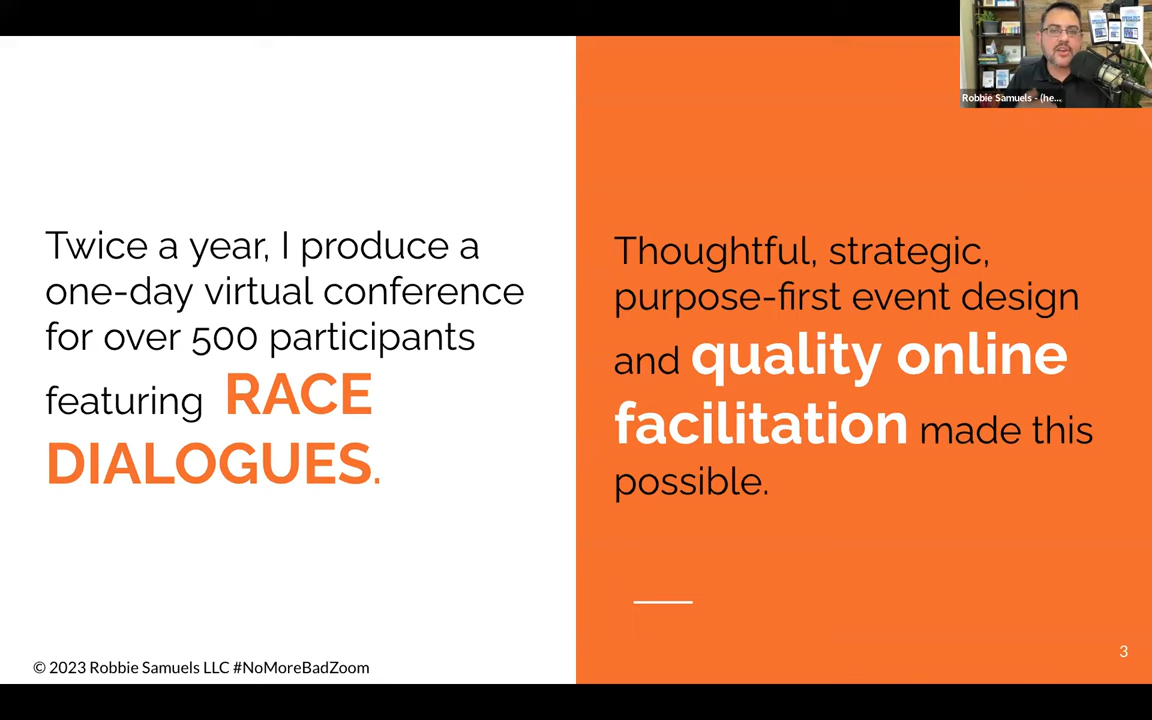 Robbie Samuels - (he...
Twice a year, I produce a
one-day virtual conference
for over 500 participants
featuring RACE
DIALOGUES.
Thoughtful, strategic,
purpose-first event design
and quality online
facilitation made this
possible.
© 2023 Robbie Samuels LLC #NoMoreBadZoom
3